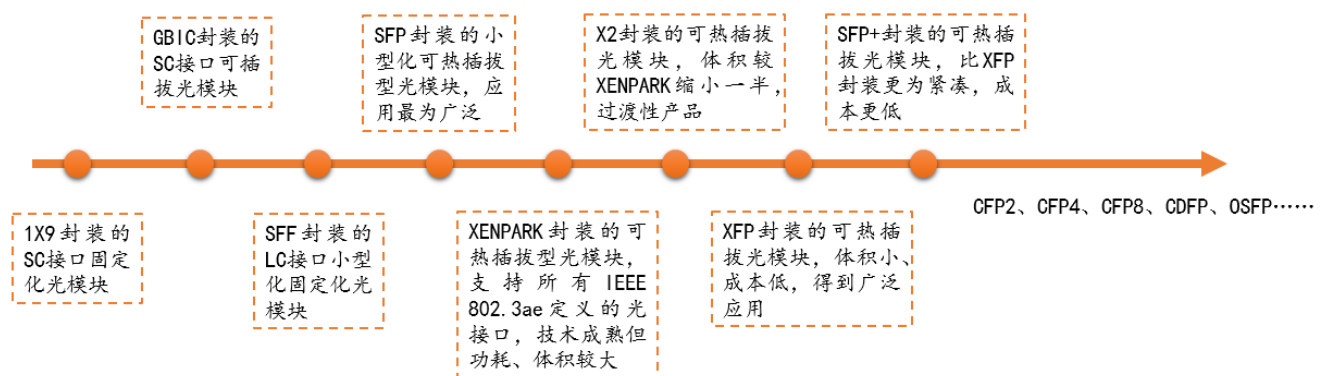 GBIC封装的
SC接口可插
拔光模块
SFP封装的小
型化可热插拔
型光模块，应
用最为广泛
X2封装的可热插拔
光模块，体积较
XENPARK缩小一半，
过渡性产品
SFP+封装的可热插
拔光模块，比XFP
封装更为紧凑，成
本更低
1X9封装的
SC接口固定
化光模块
SFF封装的
LC接口小型
化固定化光
模块
XENPARK封装的可
热插拔型光模块，
支持所有IEEE
802.3ae定义的光
接口，技术成熟但
功耗、体积较大
XFP封装的可热插
拔光模块，体积小、
成本低，得到广泛
应用
CFP2、CFP4、CFP8、CDFP、OSFP……